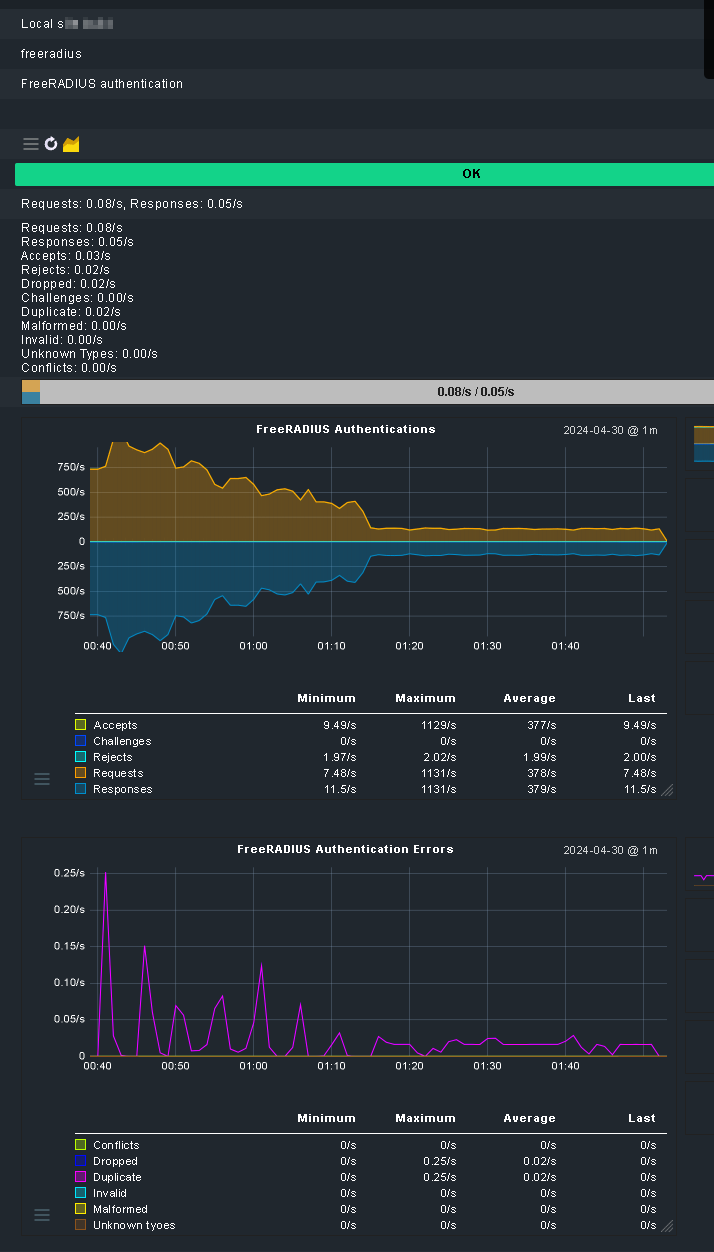 Local s
freeradius
FreeRADIUS authentication
OK
Requests: 0.08/s, Responses: 0.05/s
Requests: 0.08/s
Responses: 0.05/s
Accepts: 0.03/s
Rejects: 0.02/s
Dropped: 0.02/s
Challenges: 0.00/s
Duplicate: 0.02/s
Malformed: 0.00/s
Invalid: 0.00/s
Unknown Types: 0.00/s
Conflicts: 0.00/s
0.08/s / 0.05/s
FreeRADIUS Authentications 2024-04-30 @ 1m
750/s
500/s
250/s
0
250/s
500/s
750/s
00:40 00:50 01:00 01:10 01:20 01:30 01:40
Minimum Maximum Average Last
Accepts 9.49/s 1129/s 377/s 9.49/s
Challenges 0/s 0/s 0/s 0/s
Rejects 1.97/s 2.02/s 1.99/s 2.00/s
Requests 7.48/s 1131/s 378/s 7.48/s
Responses 11.5/s 1131/s 379/s 11.5/s
FreeRADIUS Authentication Errors 2024-04-30 @ 1m
0.25/s
0.20/s
0.15/s
0.10/s
0.05/s
0
00:40 00:50 01:00 01:10 01:20 01:30 01:40
Minimum Maximum Average Last
Conflicts 0/s 0/s 0/s 0/s
Dropped 0/s 0.25/s 0.02/s 0/s
Duplicate 0/s 0.25/s 0.02/s 0/s
Invalid 0/s 0/s 0/s 0/s
Malformed 0/s 0/s 0/s 0/s
Unknown tyoes 0/s 0/s 0/s 0/s